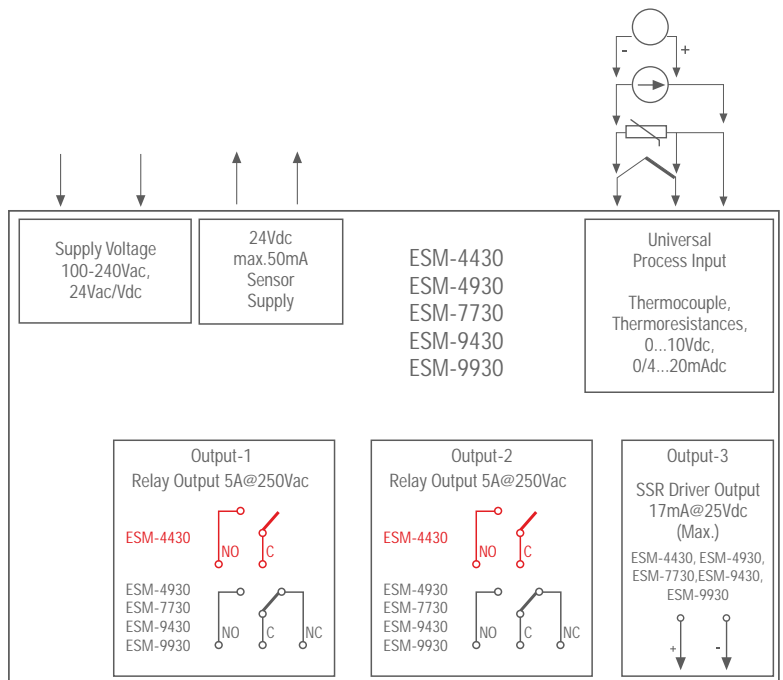 - +
Supply Voltage
100-240Vac,
24Vac/Vdc
24Vdc
max.50mA
Sensor
Supply
ESM-4430
ESM-4930
ESM-7730
ESM-9430
ESM-9930
Universal
Process Input
Thermocouple,
Thermoresistances,
0...10Vdc,
0/4...20mAdc
Output-1
Relay Output 5A@250Vac
ESM-4430
NO C
ESM-4930
ESM-7730
ESM-9430
ESM-9930
NO C NC
Output-2
Relay Output 5A@250Vac
ESM-4430
NO C
ESM-4930
ESM-7730
ESM-9430
ESM-9930
NO C NC
Output-3
SSR Driver Output
17mA@25Vdc
(Max.)
ESM-4430, ESM-4930,
ESM-7730,ESM-9430,
ESM-9930
+ -